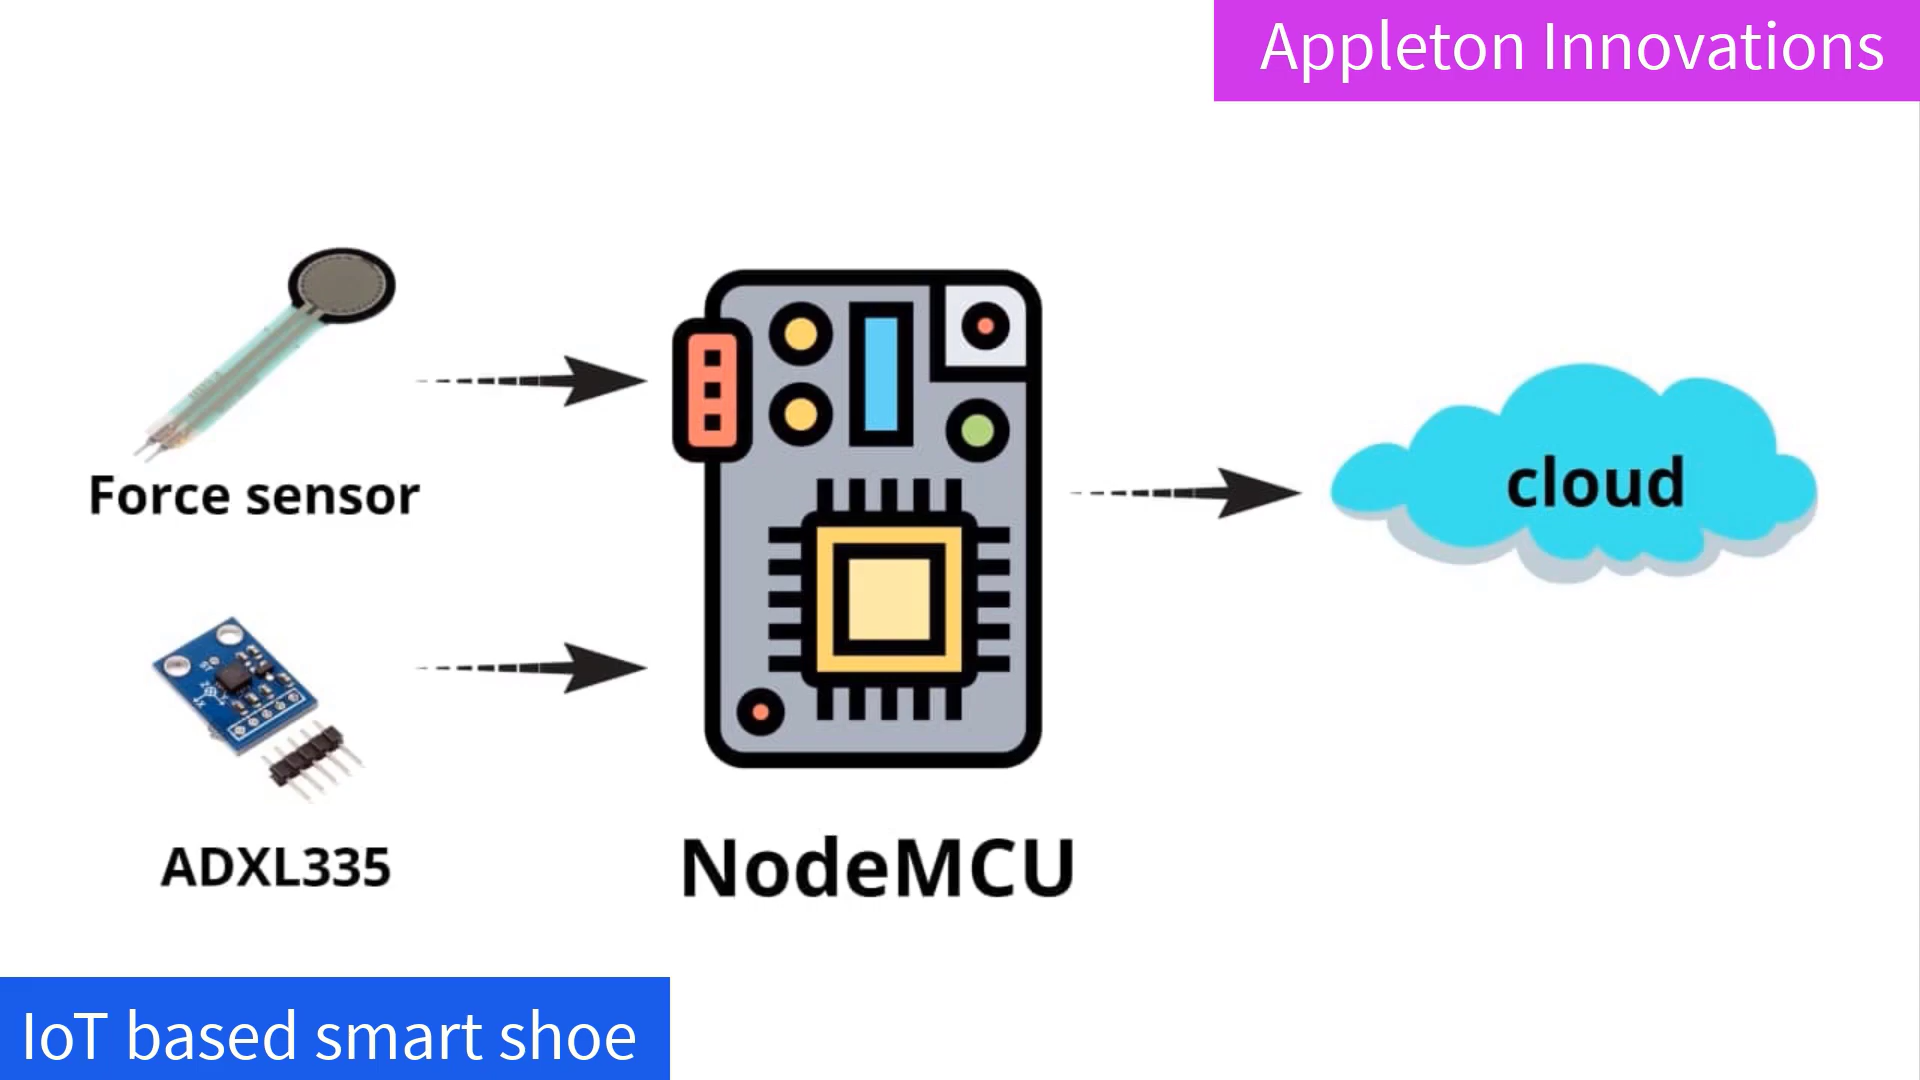 Appleton Innovations
Force sensor
cloud
ADXL335
NodeMCU
IoT based smart shoe